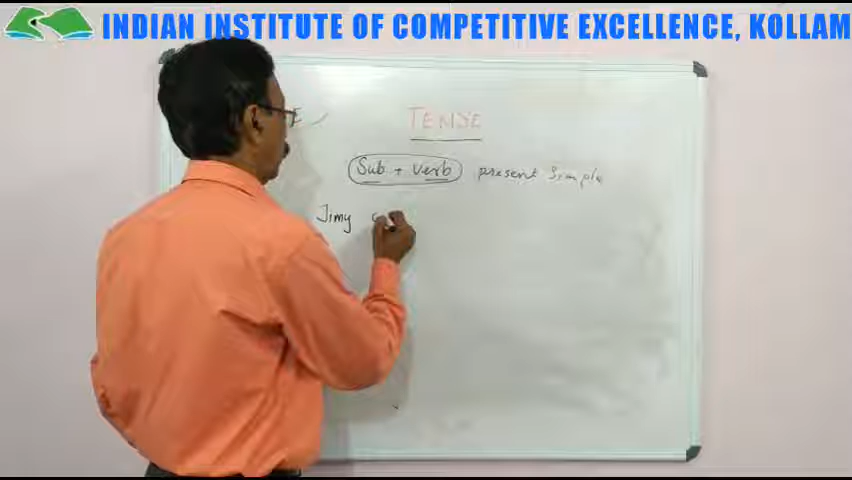 INDIAN INSTITUTE OF COMPETITIVE EXCELLENCE, KOLLAM
TENSE
Sub + Verb present Simple
Jimy